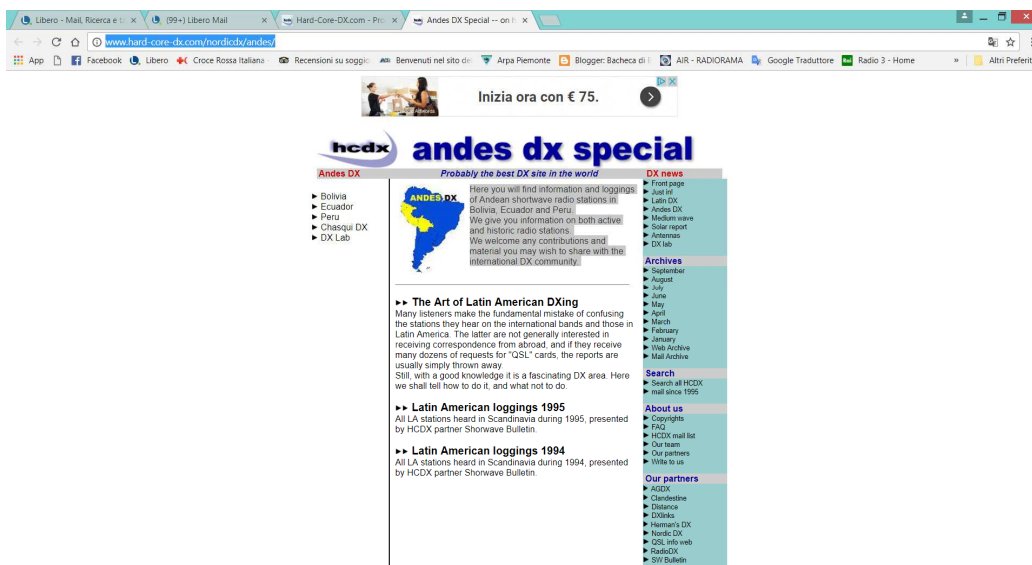 Libero - Mail, Ricerca e t
(99+) Libero Mail
Hard-Core-DX.com - Pro
Andes DX Special -- on h
www.hard-core-dx.com/nordicdx/andes/
App Facebook Libero Croce Rossa Italiana Recensioni su soggio Benvenuti nel sito de Arpa Piemonte Blogger: Bacheca di AIR - RADIORAMA Google Traduttore Radio 3 - Home » Altri Preferit
Inizia ora con € 75.
hcdx andes dx special
Andes DX
Probably the best DX site in the world
DX news
Bolivia
Ecuador
Peru
Chasqui DX
DX Lab
ANDES DX
Here you will find information and loggings
of Andean shortwave radio stations in
Bolivia, Ecuador and Peru.
We give you information on both active
and historic radio stations.
We welcome any contributions and
material you may wish to share with the
international DX community.
The Art of Latin American DXing
Many listeners make the fundamental mistake of confusing
the stations they hear on the international bands and those in
Latin America. The latter are not generally interested in
receiving correspondence from abroad, and if they receive
many dozens of requests for "QSL" cards, the reports are
usually simply thrown away.
Still, with a good knowledge it is a fascinating DX area. Here
we shall tell how to do it, and what not to do.
Latin American loggings 1995
All LA stations heard in Scandinavia during 1995, presented
by HCDX partner Shorwave Bulletin.
Latin American loggings 1994
All LA stations heard in Scandinavia during 1994, presented
by HCDX partner Shorwave Bulletin.
Front page
Just in!
Latin DX
Andes DX
Medium wave
Solar report
Antennas
DX lab
Archives
September
August
July
June
May
April
March
February
January
Web Archive
Mail Archive
Search
Search all HCDX
mail since 1995
About us
Copyrights
FAQ
HCDX mail list
Our team
Our partners
Write to us
Our partners
AGDX
Clandestine
Distance
DXlinks
Herman's DX
Nordic DX
QSL info web
RadioDX
SW Bulletin